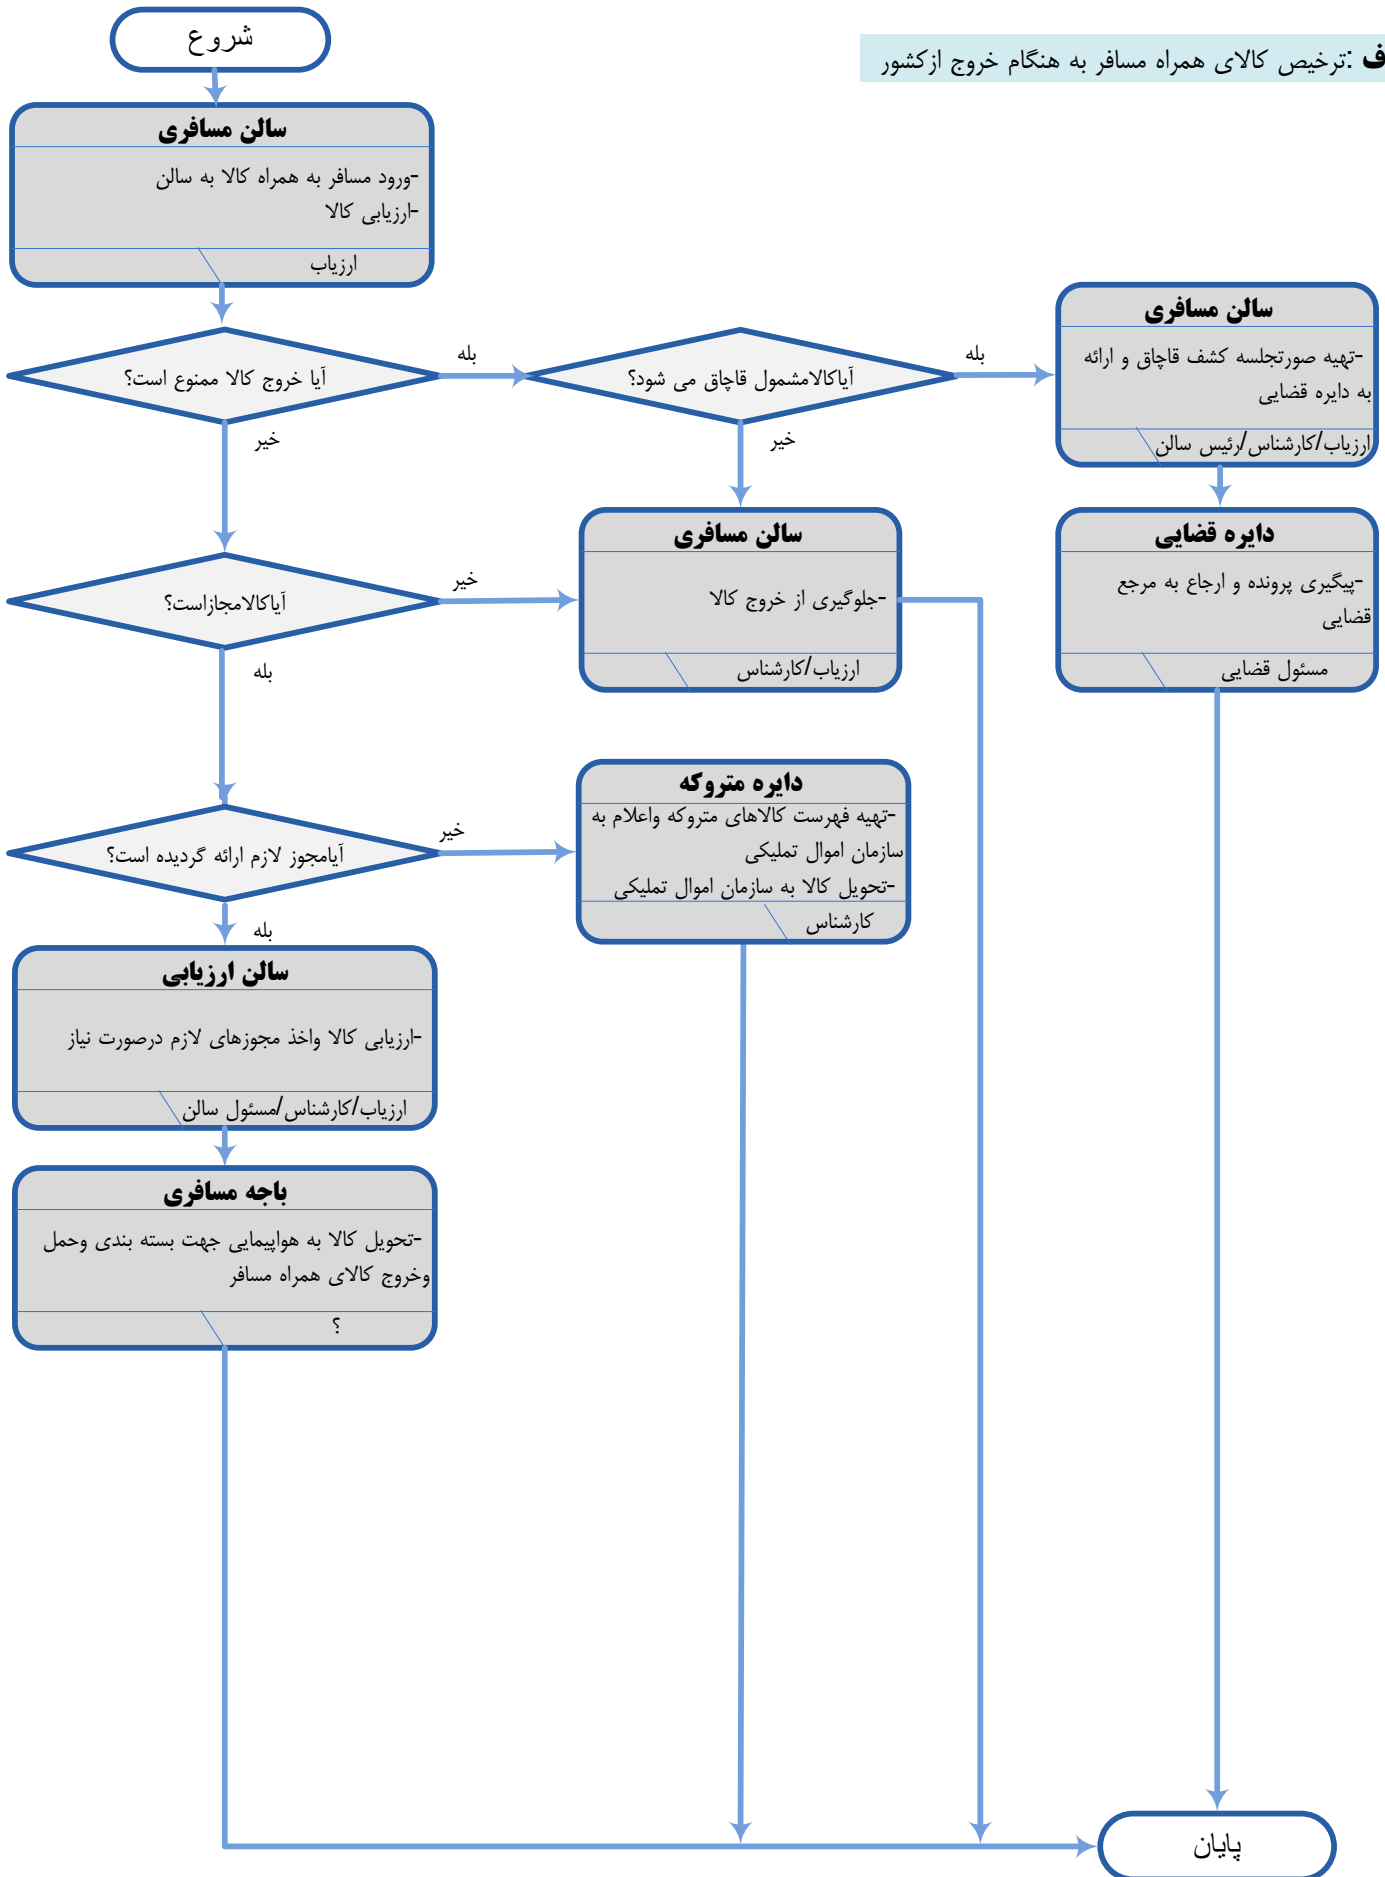 ف :ترخیص کالای همراه مسافر به هنگام خروج ازکشور
شروع
سالن مسافری
-ورود مسافر به همراه کالا به سالن
-ارزیابی کالا
ارزیاب
آیا خروج کالا ممنوع است؟
بله
آیاکالامشمول قاچاق می شود؟
بله
سالن مسافری
-تهیه صورتجلسه کشف قاچاق و ارائه
به دایره قضایی
ارزیاب/کارشناس/رئیس سالن
خیر
خیر
دایره قضایی
-پیگیری پرونده و ارجاع به مرجع
قضایی
مسئول قضایی
سالن مسافری
-جلوگیری از خروج کالا
ارزیاب/کارشناس
آیاکالامجازاست؟
خیر
بله
دایره متروکه
-تهیه فهرست کالاهای متروکه واعلام به
سازمان اموال تملیکی
-تحویل کالا به سازمان اموال تملیکی
کارشناس
آیامجوز لازم ارائه گردیده است؟
خیر
بله
سالن ارزیابی
-ارزیابی کالا واخذ مجوزهای لازم درصورت نیاز
ارزیاب/کارشناس/مسئول سالن
باجه مسافری
-تحویل کالا به هواپیمایی جهت بسته بندی وحمل
وخروج کالای همراه مسافر
؟
پایان